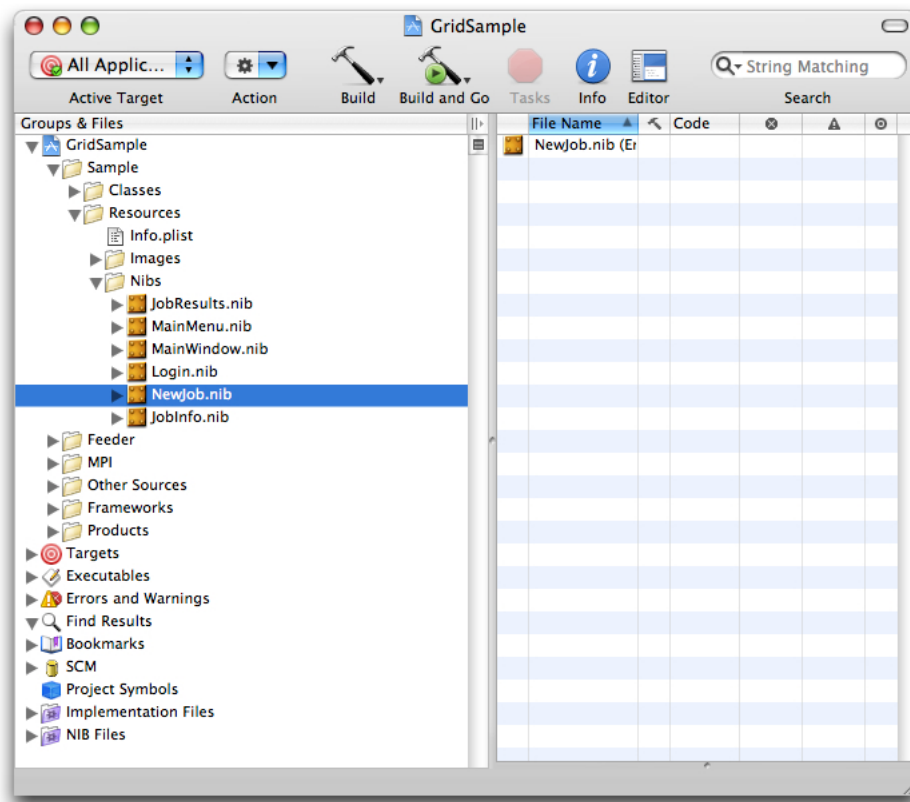 GridSample
All Applic...
String Matching
Active Target Action Build Build and Go Tasks Info Editor Search
Groups & Files
File Name Code
GridSample
NewJob.nib (Er
Sample
Classes
Resources
Info.plist
Images
Nibs
JobResults.nib
MainMenu.nib
MainWindow.nib
Login.nib
NewJob.nib
JobInfo.nib
Feeder
MPI
Other Sources
Frameworks
Products
Targets
Executables
Errors and Warnings
Find Results
Bookmarks
SCM
Project Symbols
Implementation Files
NIB Files